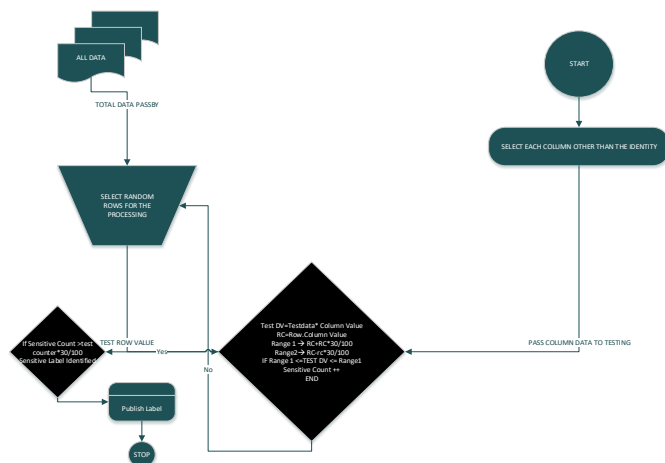 ALL DATA
START
TOTAL DATA PASSBY
SELECT EACH COLUMN OTHER THAN THE IDENTITY
SELECT RANDOM
ROWS FOR THE
PROCESSING
Test DV=Testdata* Column Value
RC=Row.Column Value
Range 1 → RC+RC*30/100
Range2→ RC-rc*30/100
IF Range 1 <=TEST DV <= Range1
Sensitive Count ++
END
If Sensitive Count >test
counter*30/100
Sensitive Label Identified
TEST ROW VALUE
Yes
No
PASS COLUMN DATA TO TESTING
Publish Label
STOP